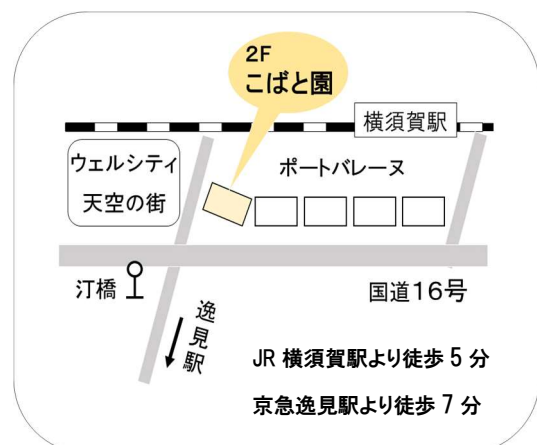 2F
こばと園
横須賀駅
ウェルシティ
天空の街
ポートバレーヌ
汀橋
国道16号
逸見駅
JR 横須賀駅より徒歩 5 分
京急逸見駅より徒歩 7 分